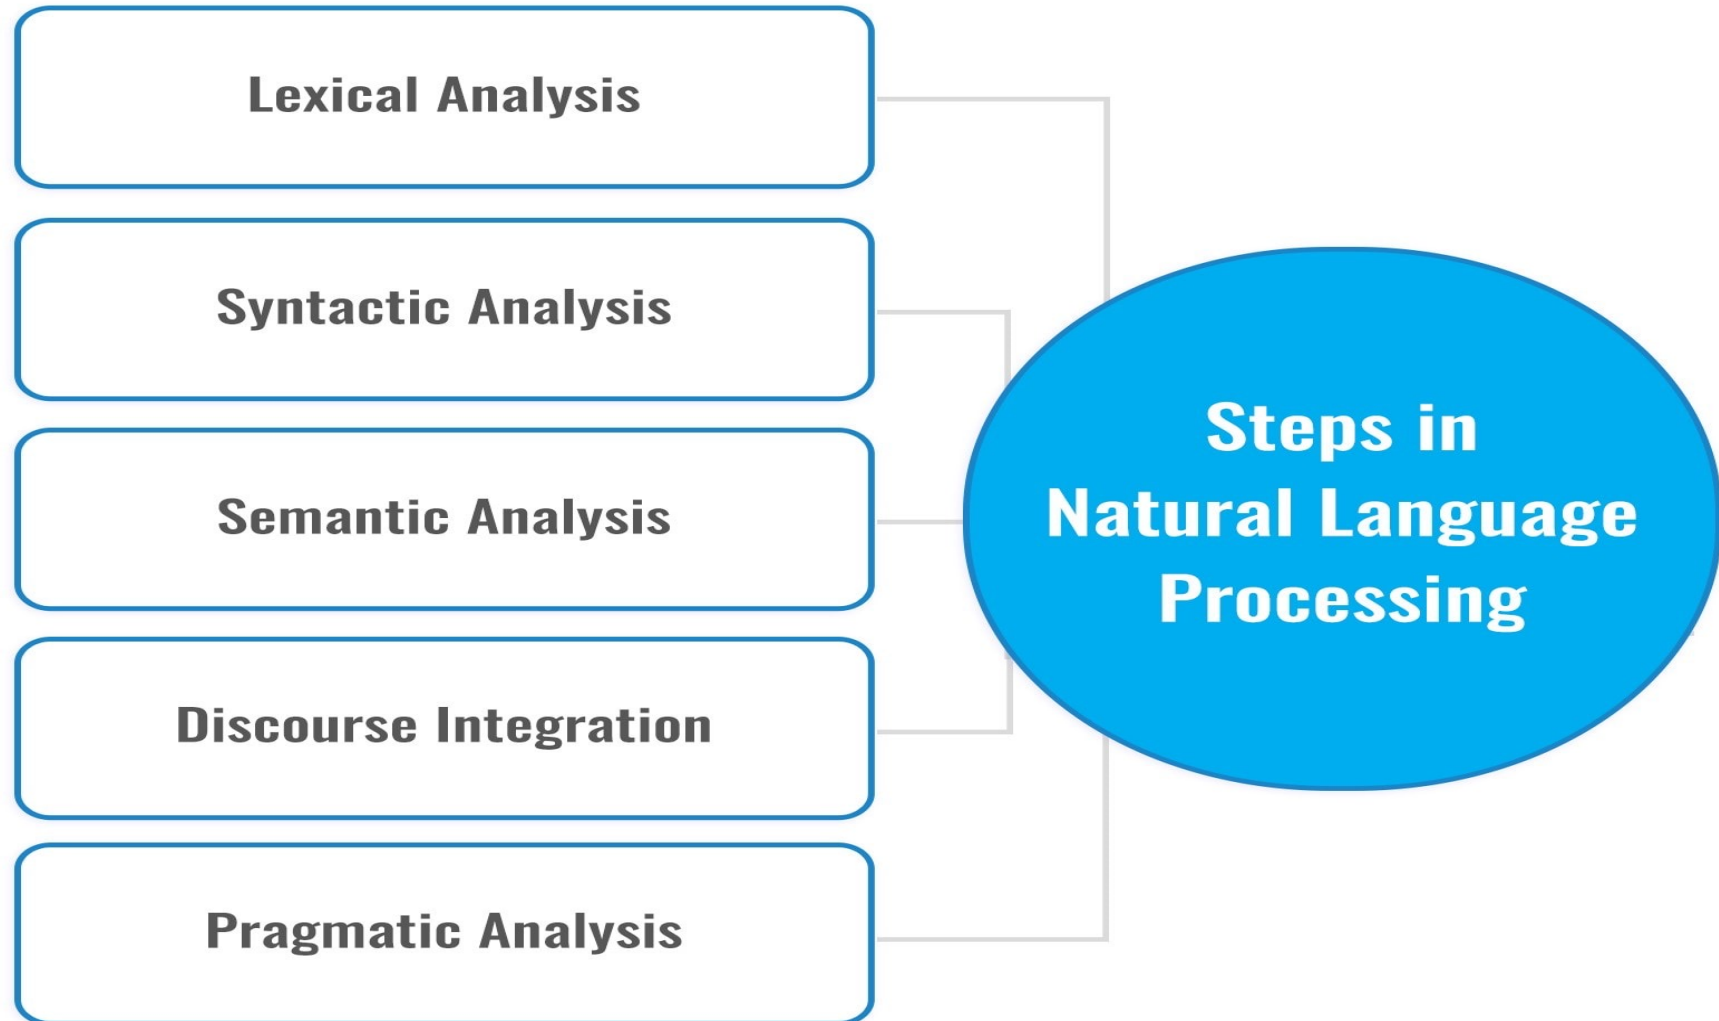 Lexical Analysis
Syntactic Analysis
Semantic Analysis
Discourse Integration
Pragmatic Analysis
Steps in
Natural Language
Processing